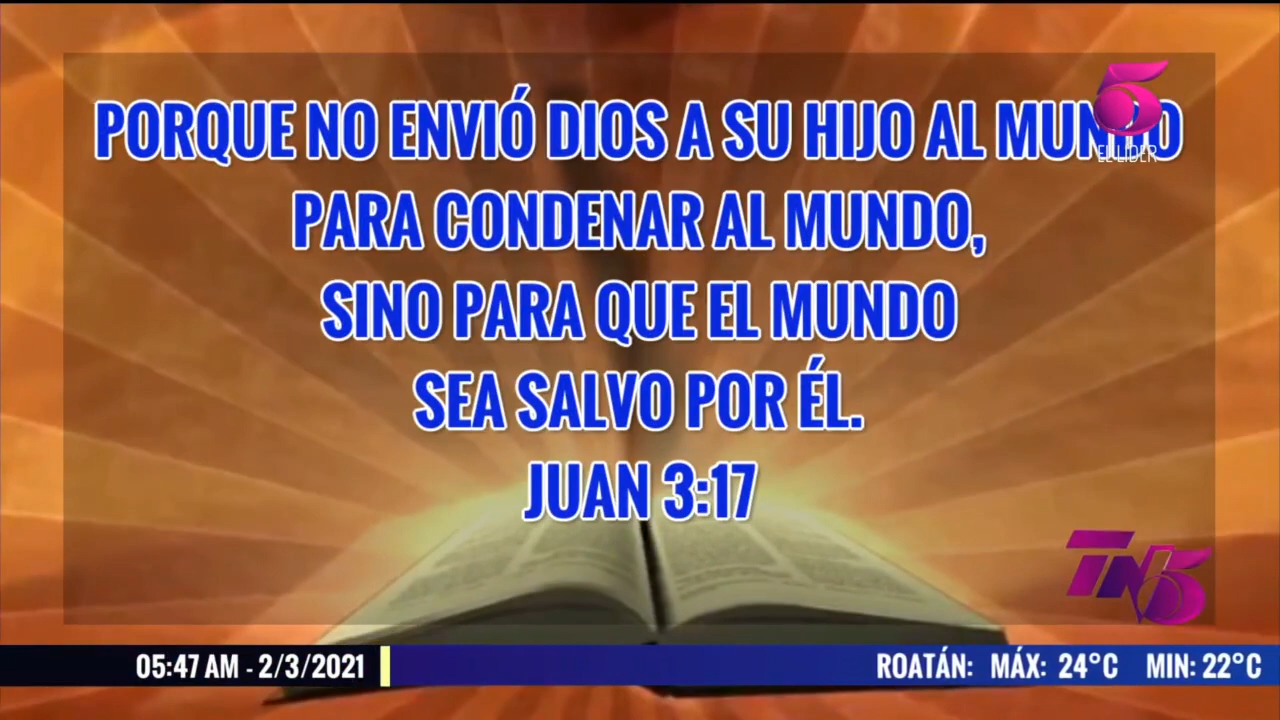 PORQUE NO ENVIÓ DIOS A SU HIJO AL MUNDO
PARA CONDENAR AL MUNDO,
SINO PARA QUE EL MUNDO
SEA SALVO POR ÉL.
JUAN 3:17
5
EL LÍDER
TN5
05:47 AM - 2/3/2021
ROATÁN: MÁX: 24°C MIN: 22°C